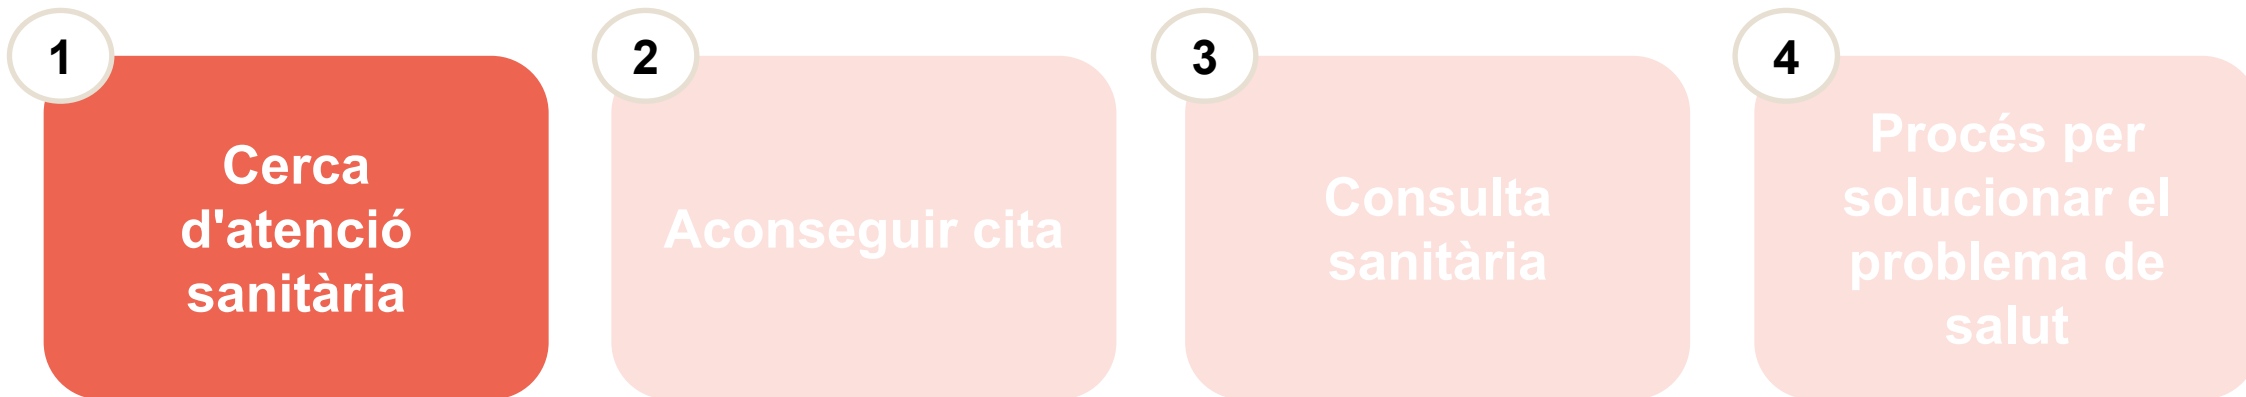 1
Cerca
d'atenció
sanitària
2
Aconseguir cita
3
Consulta
sanitària
4
Procés per
solucionar el
problema de
salut